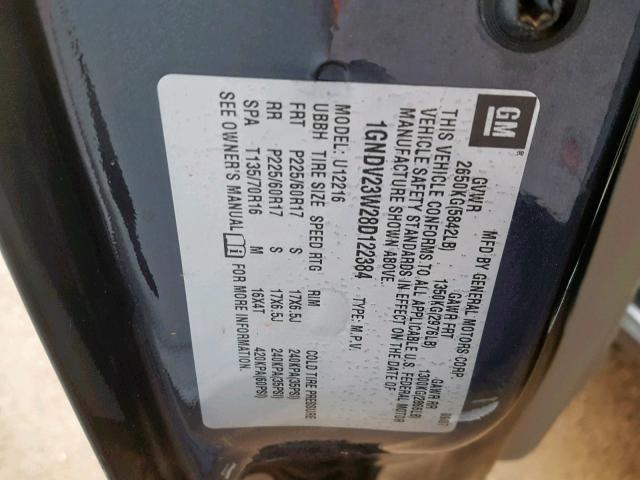 GM
MFD BY GENERAL MOTORS CORP
GVWR GAWR FRT GAWR RR
2650KG(5842LB) 1350KG(2976LB) 1300KG(2866LB)
THIS VEHICLE CONFORMS TO ALL APPLICABLE U.S. FEDERAL MOTOR
VEHICLE SAFETY STANDARDS IN EFFECT ON THE DATE OF
MANUFACTURE SHOWN ABOVE.
1GNDV23W28D122384 TYPE: M.P.V.
MODEL: U12216
UBBH TIRE SIZE SPEED RTG RIM COLD TIRE PRESSURE
FRT P225/60R17 S 17X6.5J 240KPA(35PSI)
RR P225/60R17 S 17X6.5J 240KPA(35PSI)
SPA T135/70R16 M 16X4T 420KPA(60PSI)
SEE OWNER'S MANUAL FOR MORE INFORMATION.